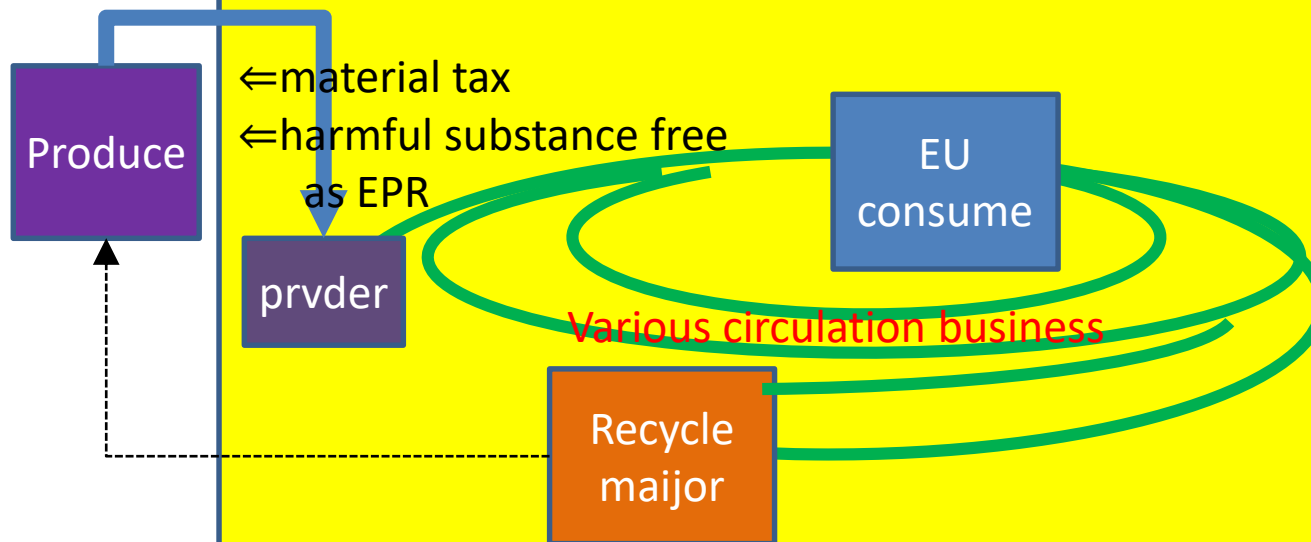 Produce
⇐material tax
⇐harmful substance free
as EPR
prvder
EU
consume
Various circulation business
Recycle
maijor